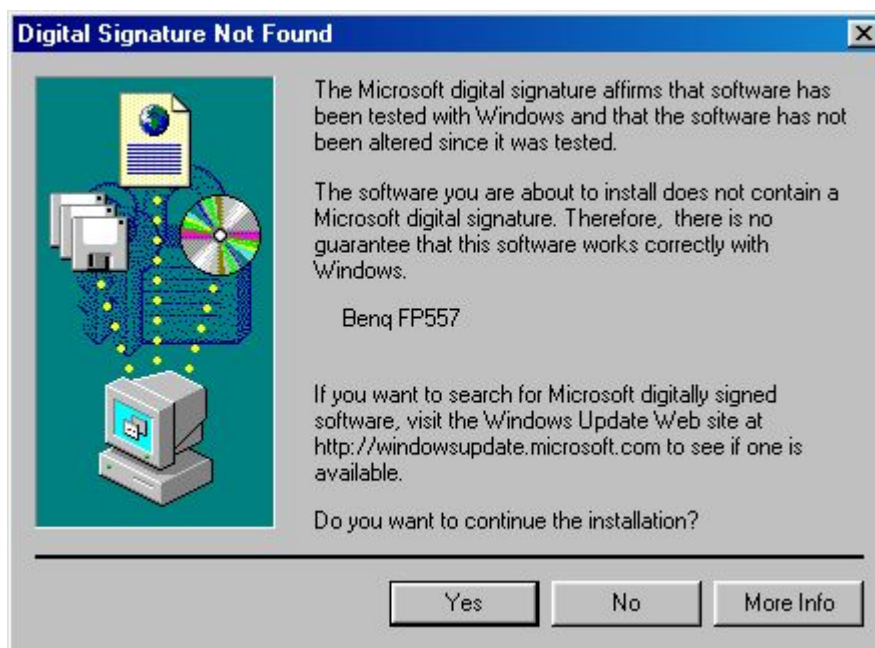 Digital Signature Not Found
The Microsoft digital signature affirms that software has
been tested with Windows and that the software has not
been altered since it was tested.
The software you are about to install does not contain a
Microsoft digital signature. Therefore,  there is no
guarantee that this software works correctly with
Windows.
Benq FP557
If you want to search for Microsoft digitally signed
software, visit the Windows Update Web site at
http://windowsupdate.microsoft.com to see if one is
available.
Do you want to continue the installation?
Yes
No
More Info